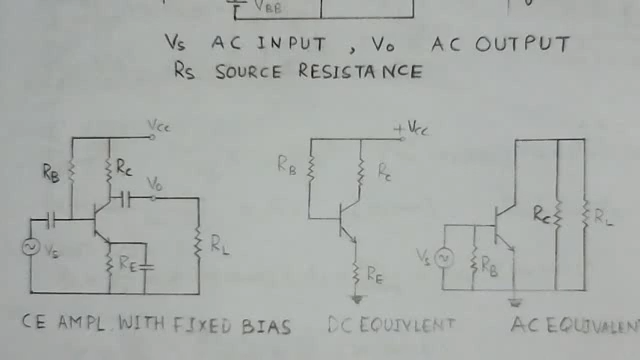 VBB
Vs AC INPUT , Vo AC OUTPUT
Rs SOURCE RESISTANCE
Vcc
RB
Rc
Vo
Vs
RE
RL
+Vcc
RB
Rc
RE
Vs
RB
Rc
RL
CE AMPL. WITH FIXED BIAS
DC EQUIVLENT
AC EQUIVALEN